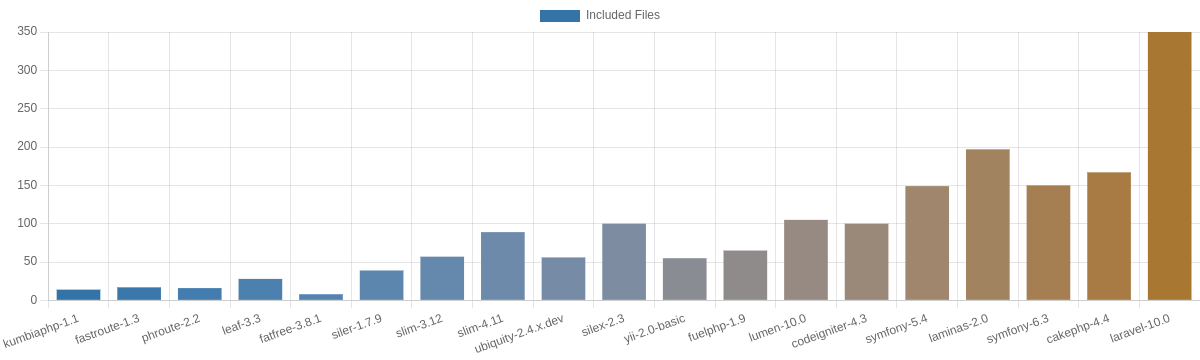 Included Files
350
300
250
200
150
100
50
0
kumbiaphp-1.1
fastroute-1.3
phroute-2.2
leaf-3.3
fatfree-3.8.1
siler-1.7.9
slim-3.12
slim-4.11
ubiquity-2.4.x.dev
silex-2.3
yii-2.0-basic
fuelphp-1.9
lumen-10.0
codeigniter-4.3
symfony-5.4
laminas-2.0
symfony-6.3
cakephp-4.4
laravel-10.0